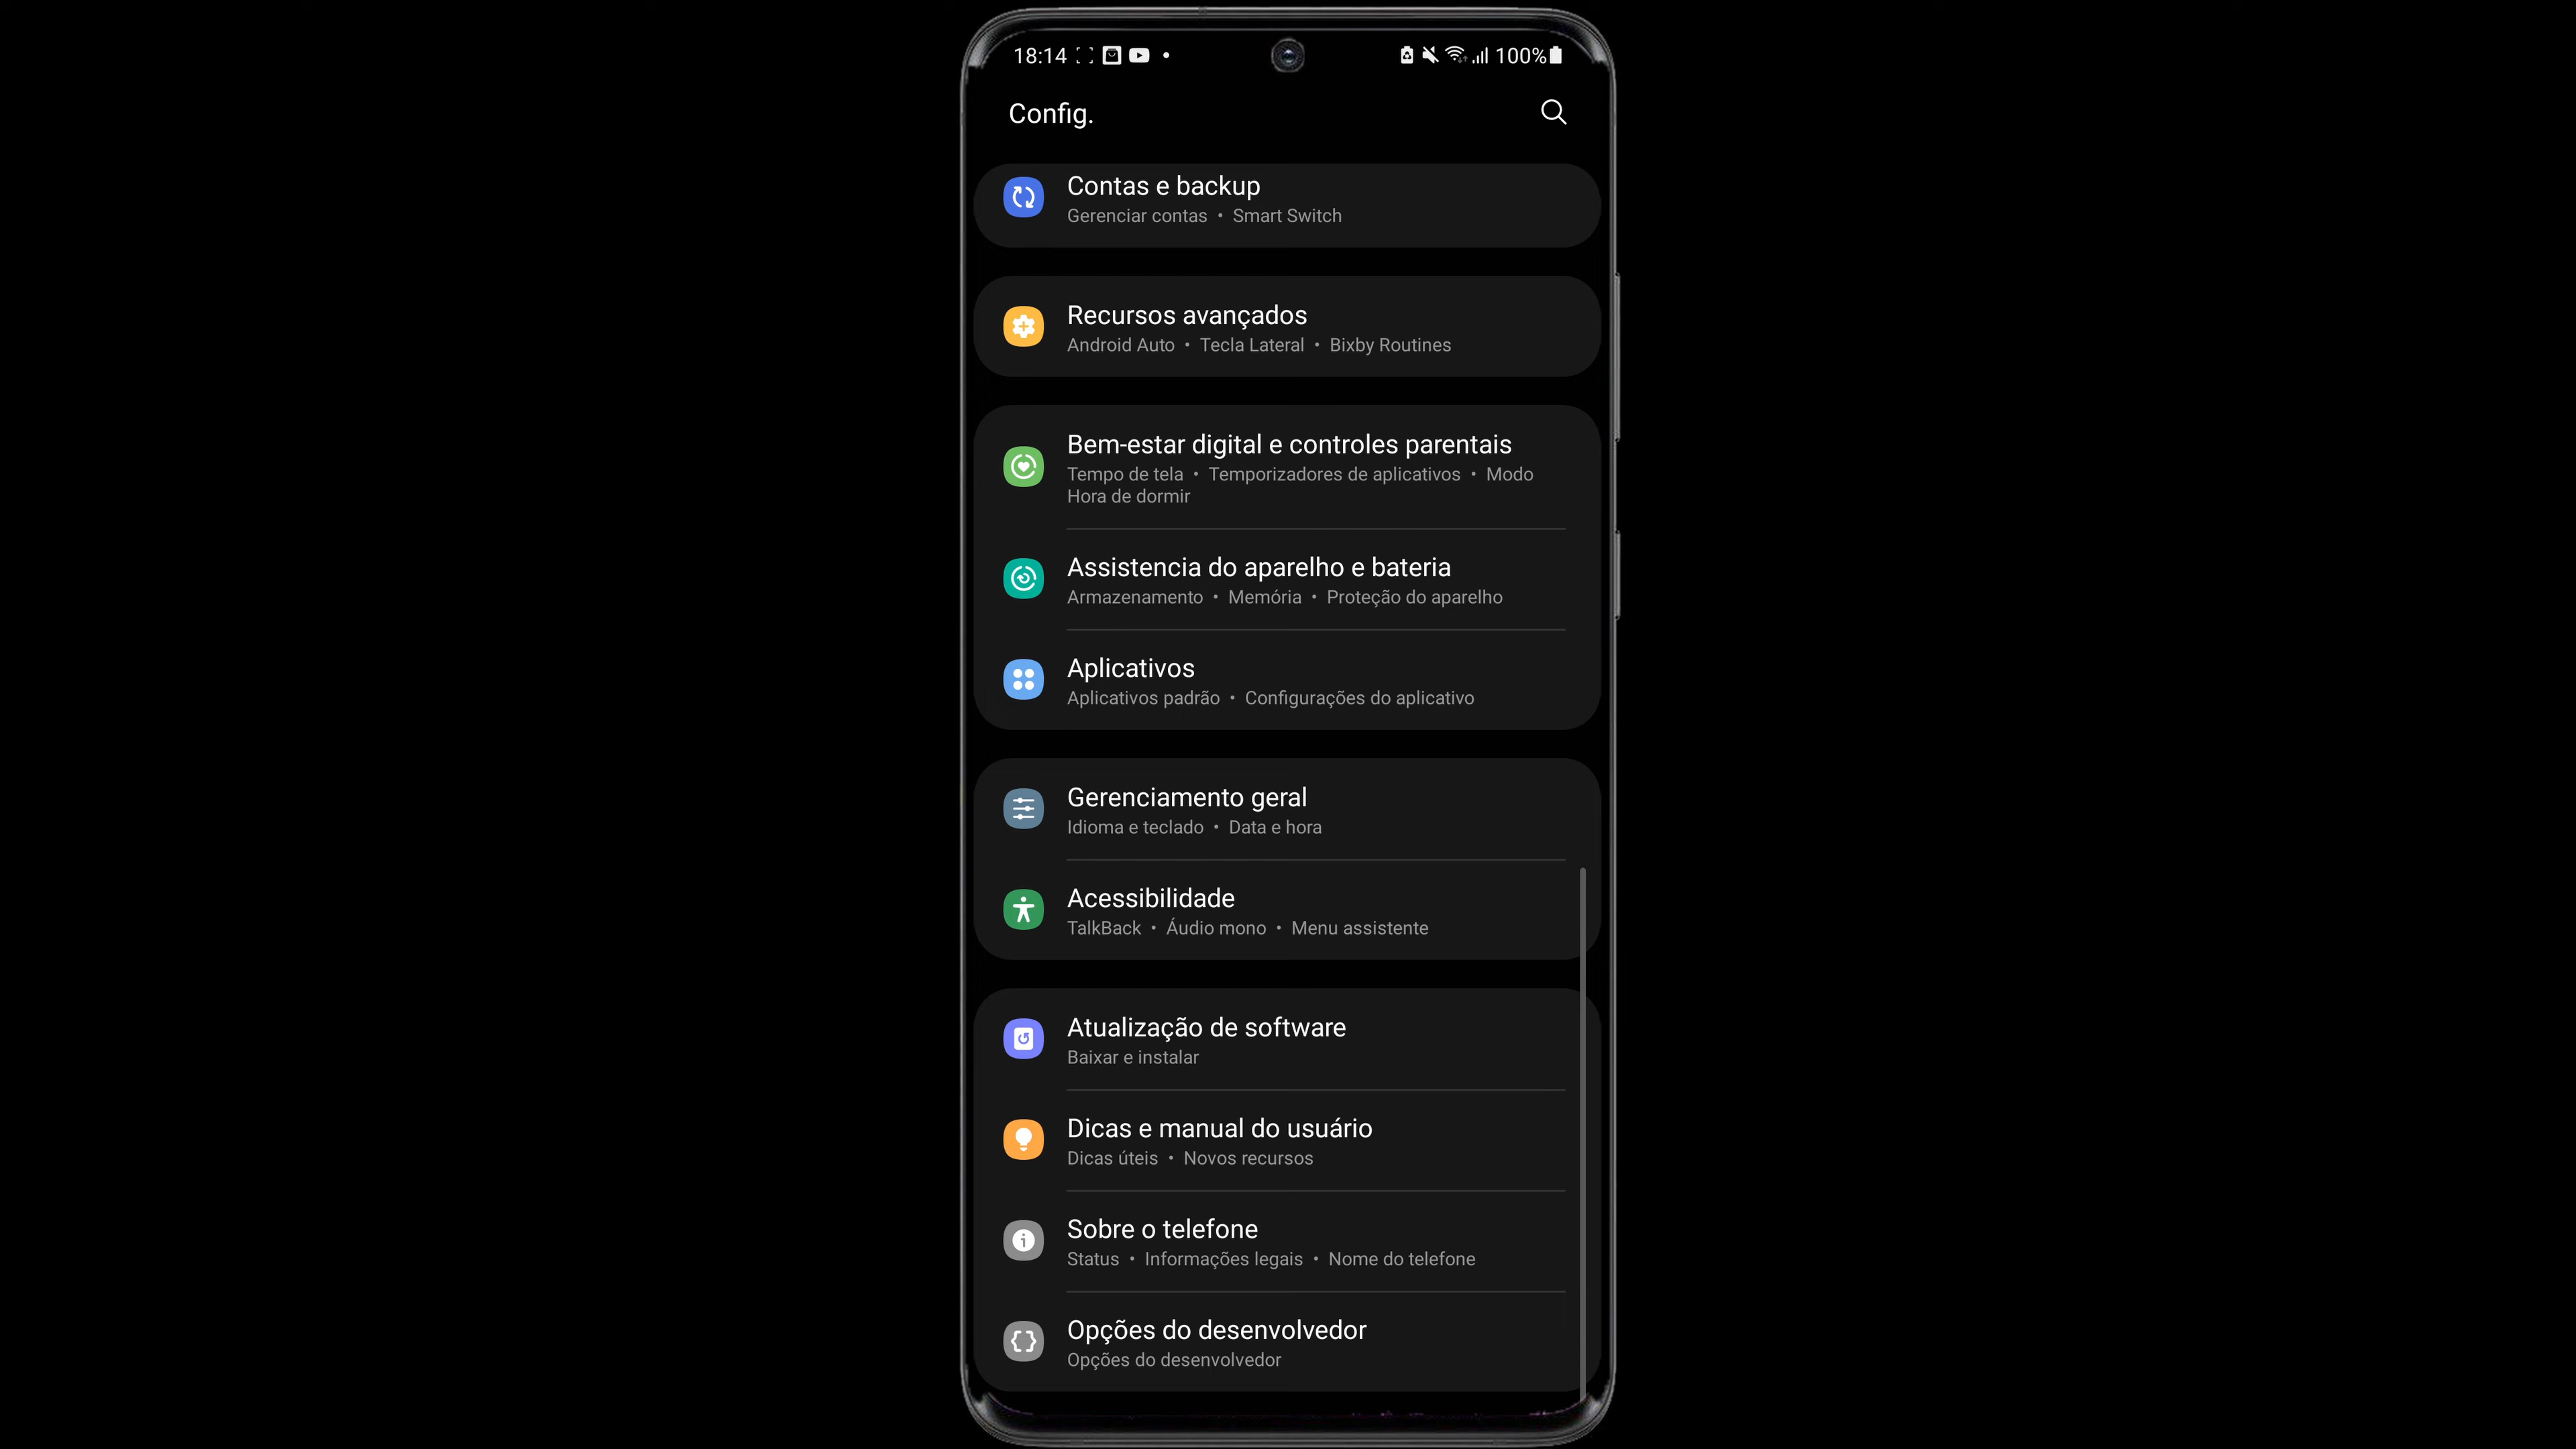 18:14 100%
Config.
Contas e backup
Gerenciar contas • Smart Switch
Recursos avançados
Android Auto • Tecla Lateral • Bixby Routines
Bem-estar digital e controles parentais
Tempo de tela • Temporizadores de aplicativos • Modo
Hora de dormir
Assistencia do aparelho e bateria
Armazenamento • Memória • Proteção do aparelho
Aplicativos
Aplicativos padrão • Configurações do aplicativo
Gerenciamento geral
Idioma e teclado • Data e hora
Acessibilidade
TalkBack • Áudio mono • Menu assistente
Atualização de software
Baixar e instalar
Dicas e manual do usuário
Dicas úteis • Novos recursos
Sobre o telefone
Status • Informações legais • Nome do telefone
Opções do desenvolvedor
Opções do desenvolvedor